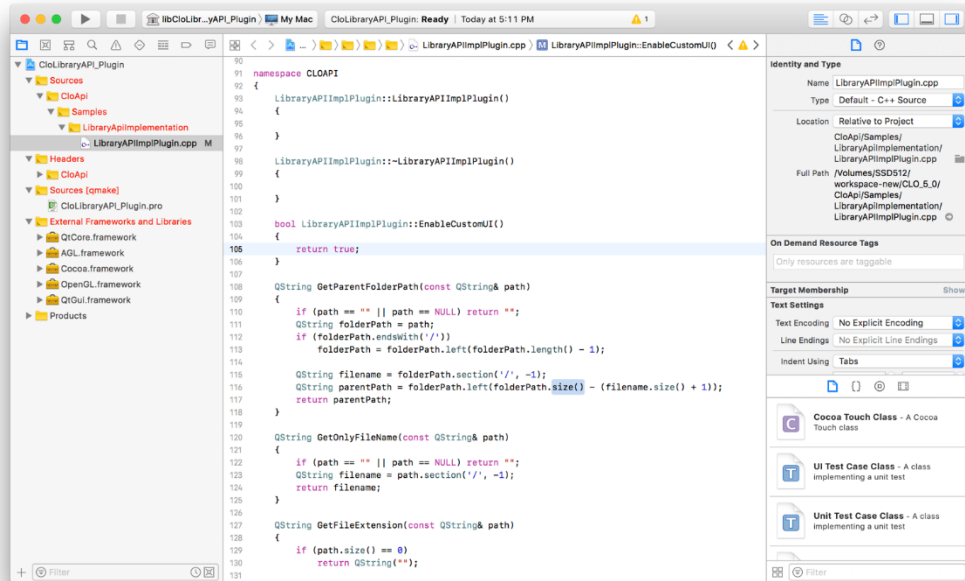 libCloLibr...yAPI_Plugin
My Mac
CloLibraryAPI_Plugin: Ready | Today at 5:11 PM
1
... LibraryAPIImplPlugin.cpp
M LibraryAPIImplPlugin::EnableCustomUI()
CloLibraryAPI_Plugin
Sources
CloApi
Samples
LibraryApiImplementation
LibraryAPIImplPlugin.cpp M
Headers
CloApi
Sources [qmake]
CloLibraryAPI_Plugin.pro
External Frameworks and Libraries
QtCore.framework
AGL.framework
Cocoa.framework
OpenGL.framework
QtGui.framework
Products
Filter
90
91 namespace CLOAPI
92 {
93 LibraryAPIImplPlugin::LibraryAPIImplPlugin()
94 {
95
96 }
97
98 LibraryAPIImplPlugin::~LibraryAPIImplPlugin()
99 {
100
101 }
102
103 bool LibraryAPIImplPlugin::EnableCustomUI()
104 {
105 return true;
106 }
107
108 QString GetParentFolderPath(const QString& path)
109 {
110 if (path == "" || path == NULL) return "";
111 QString folderPath = path;
112 if (folderPath.endsWith('/'))
113 folderPath = folderPath.left(folderPath.length() - 1);
114
115 QString filename = folderPath.section('/', -1);
116 QString parentPath = folderPath.left(folderPath.size() - (filename.size() + 1));
117 return parentPath;
118 }
119
120 QString GetOnlyFileName(const QString& path)
121 {
122 if (path == "" || path == NULL) return "";
123 QString filename = path.section('/', -1);
124 return filename;
125 }
126
127 QString GetFileExtension(const QString& path)
128 {
129 if (path.size() == 0)
130 return QString("");
131
Identity and Type
Name LibraryAPIImplPlugin.cpp
Type Default - C++ Source
Location Relative to Project
CloApi/Samples/
LibraryApiImplementation/
LibraryAPIImplPlugin.cpp
Full Path /Volumes/SSD512/
workspace-new/CLO_5_0/
CloApi/Samples/
LibraryApiImplementation/
LibraryAPIImplPlugin.cpp
On Demand Resource Tags
Only resources are taggable
Target Membership Show
Text Settings
Text Encoding No Explicit Encoding
Line Endings No Explicit Line Endings
Indent Using Tabs
{}
C
Cocoa Touch Class - A Cocoa
Touch class
T
UI Test Case Class - A class
implementing a unit test
T
Unit Test Case Class - A class
implementing a unit test
Filter